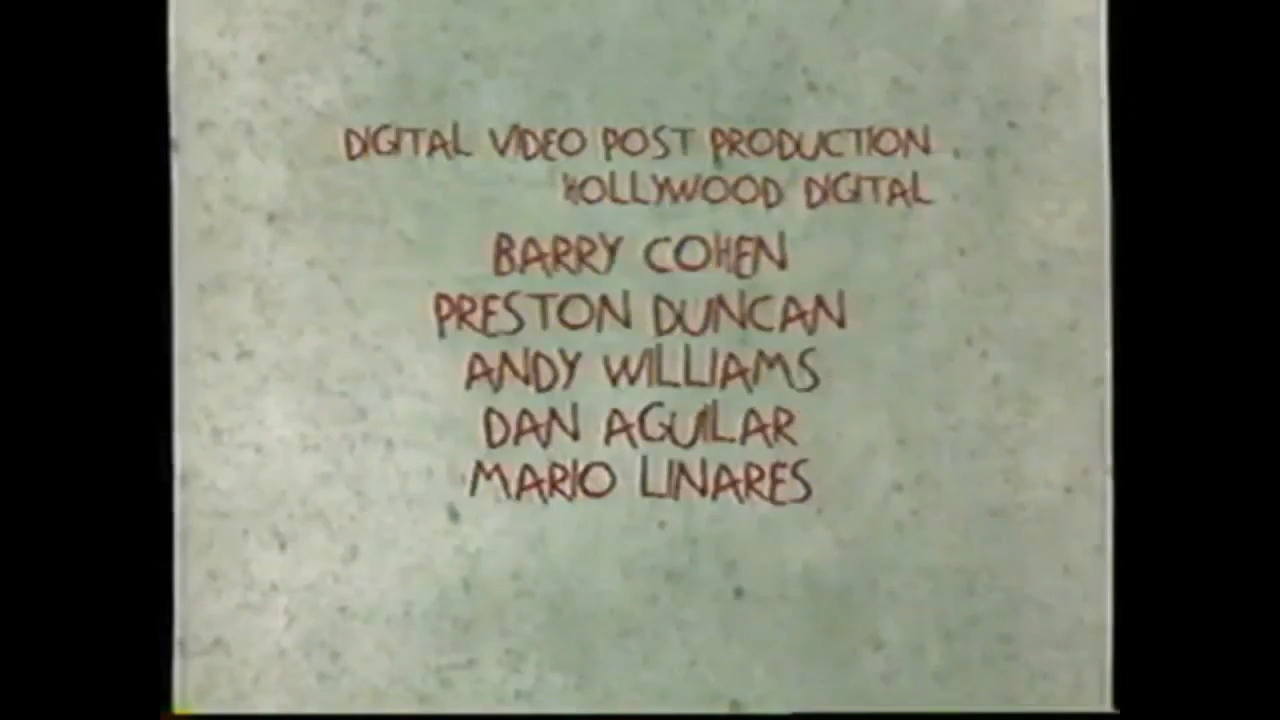 DIGITAL VIDEO POST PRODUCTION
HOLLYWOOD DIGITAL
BARRY COHEN
PRESTON DUNCAN
ANDY WILLIAMS
DAN AGUILAR
MARIO LINARES